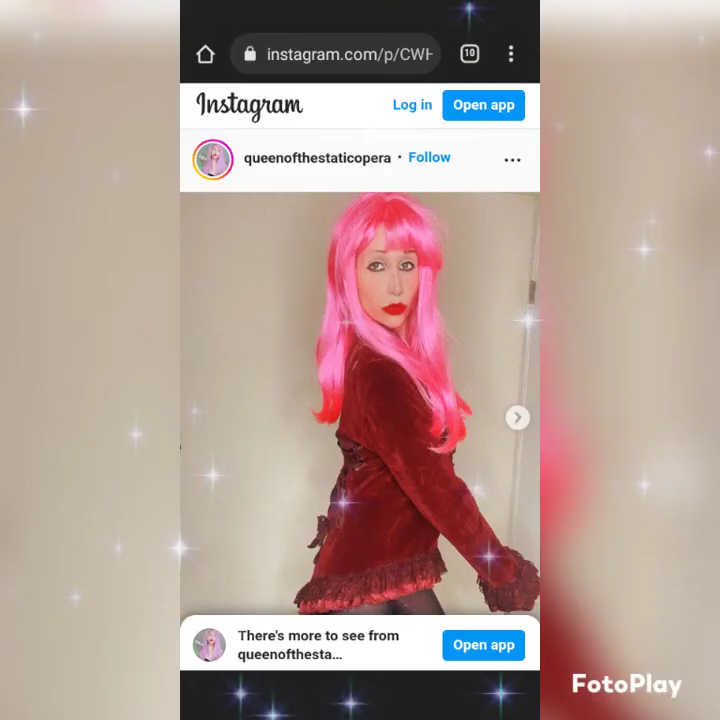 instagram.com/p/CWH
10
Instagram
Log in
Open app
queenofthestaticopera • Follow
There's more to see from
queenofthesta...
Open app
FotoPlay